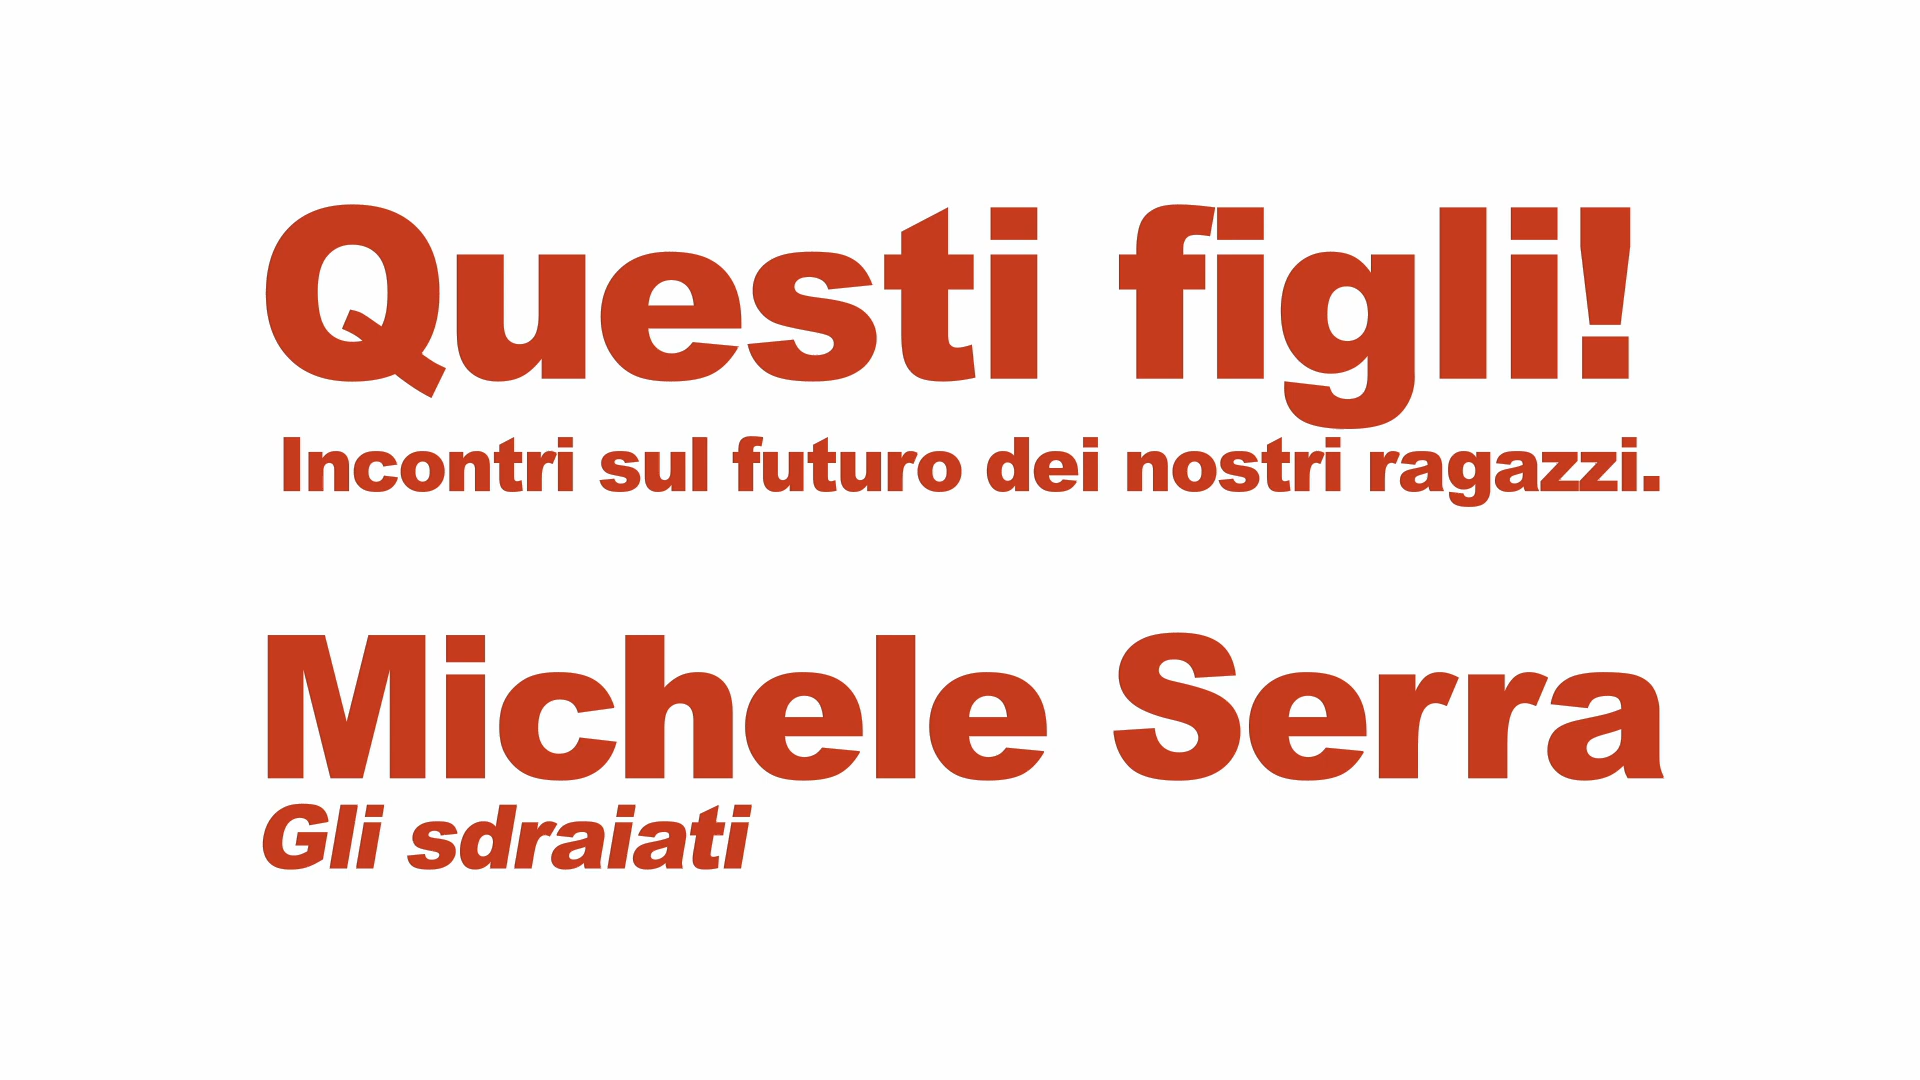 Questi figli!
Incontri sul futuro dei nostri ragazzi.
Michele Serra
Gli sdraiati